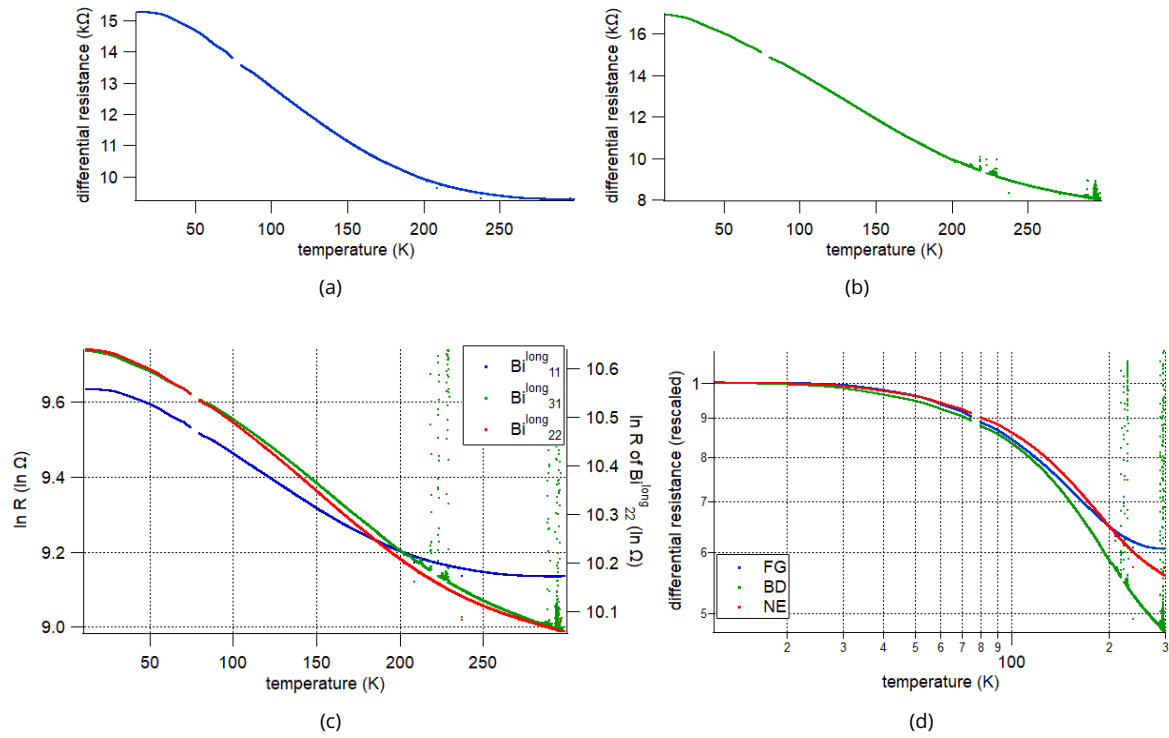 differential resistance (kΩ)
15
14
13
12
11
10
50
100
150
200
250
temperature (K)
(a)
differential resistance (kΩ)
16
14
12
10
8
50
100
150
200
250
temperature (K)
(b)
ln R (ln Ω)
9.6
9.4
9.2
9.0
50
100
150
200
250
temperature (K)
Bi^long_11
Bi^long_31
Bi^long_22
10.6
10.5
10.4
10.3
10.2
10.1
ln R of Bi^long_22 (ln Ω)
(c)
differential resistance (rescaled)
1
9
8
7
6
5
FG
BD
NE
2
3
4
5
6
7
8
9
100
2
3
temperature (K)
(d)